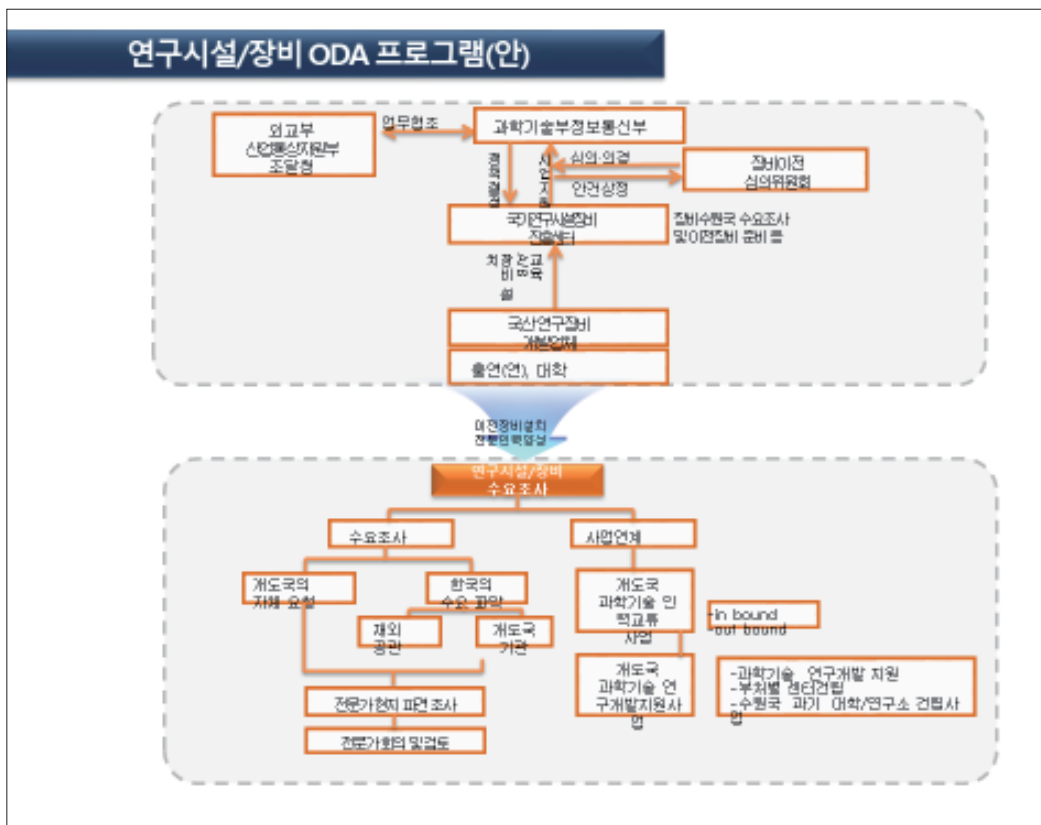 연구시설/장비 ODA 프로그램(안)
외교부
산업통상자원부
조달청
업무협조
과학기술부정보통신부
심의·의결
안건상정
장비이전
심의위원회
사업지원
국가연구시설장비
진흥센터
장비수원국 수요조사
및 이전장비 준비 등
장비설치
A/S
교육
국산연구장비
개발업체
출연(연), 대학
이전장비설치
전문인력양성
연구시설/장비
수요조사
수요조사
사업연계
개도국의
자체 요청
한국의
수요 파악
재외
공관
개도국
기관
전문가현지 파견 조사
전문가회의 및검토
개도국
과학기술 인
력교류
사업
-in bound
-out bound
개도국
과학기술 연
구개발지원사
업
-과학기술 연구개발 지원
-부처별 센터건립
-수원국 과기 대학/연구소 건립사
업